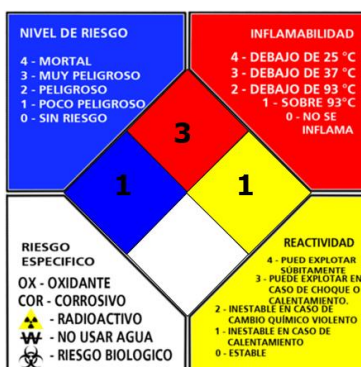 NIVEL DE RIESGO
4 - MORTAL
3 - MUY PELIGROSO
2 - PELIGROSO
1 - POCO PELIGROSO
0 - SIN RIESGO
INFLAMABILIDAD
4 - DEBAJO DE 25 °C
3 - DEBAJO DE 37 °C
2 - DEBAJO DE 93 °C
1 - SOBRE 93°C
0 - NO SE
INFLAMA
3
1
1
RIESGO
ESPECIFICO
OX - OXIDANTE
COR - CORROSIVO
- RADIOACTIVO
W - NO USAR AGUA
- RIESGO BIOLOGICO
REACTIVIDAD
4 - PUED EXPLOTAR
SÚBITAMENTE
3 - PUEDE EXPLOTAR EN
CASO DE CHOQUE O
CALENTAMIENTO.
2 - INESTABLE EN CASO DE
CAMBIO QUÍMICO VIOLENTO
1 - INESTABLE EN CASO DE
CALENTAMIENTO
0 - ESTABLE